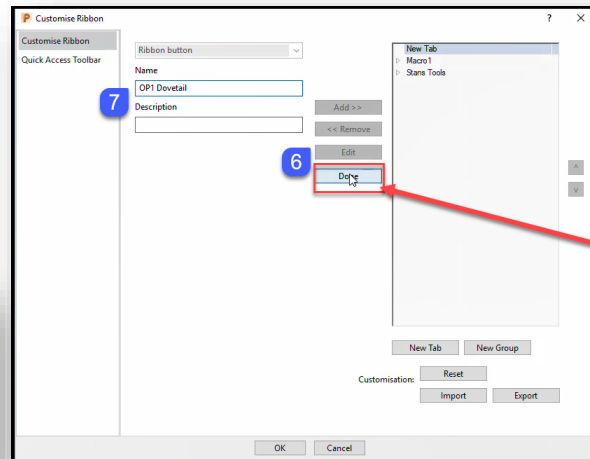 Customise Ribbon
?
Customise Ribbon
Quick Access Toolbar
Ribbon button
Name
OP1 Dovetail
7
Description
Add >>
<< Remove
6
Edit
Done
New Tab
Macro1
Stans Tools
New Tab
New Group
Customisation:
Reset
Import
Export
OK
Cancel